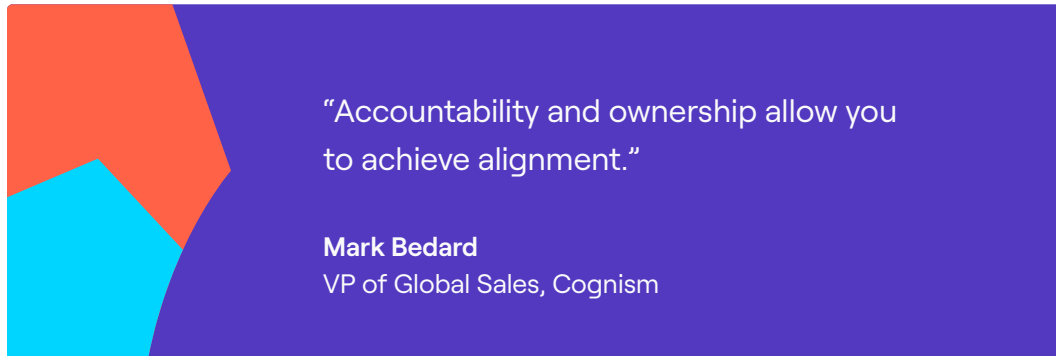 “Accountability and ownership allow you
to achieve alignment.”
Mark Bedard
VP of Global Sales, Cognism